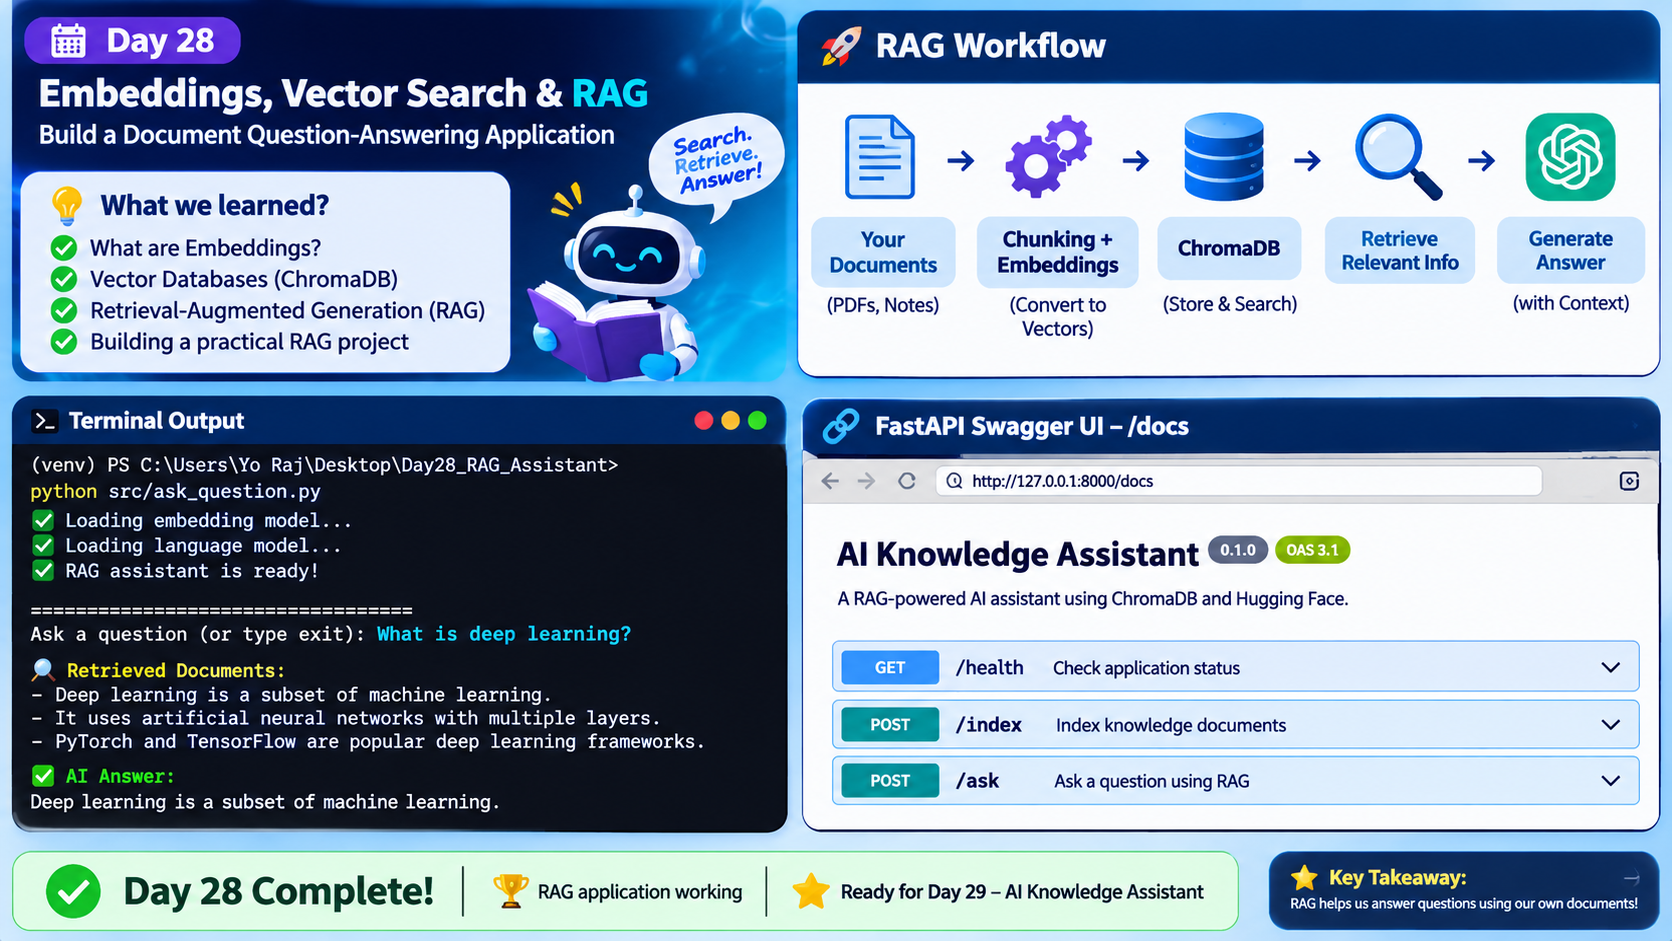 Day 28
Embeddings, Vector Search & RAG
Build a Document Question-Answering Application
Search.
Retrieve.
Answer!
What we learned?
What are Embeddings?
Vector Databases (ChromaDB)
Retrieval-Augmented Generation (RAG)
Building a practical RAG project
RAG Workflow
Your
Documents
(PDFs, Notes)
Chunking +
Embeddings
(Convert to
Vectors)
ChromaDB
(Store & Search)
Retrieve
Relevant Info
Generate
Answer
(with Context)
Terminal Output
(venv) PS C:\Users\Yo Raj\Desktop\Day28_RAG_Assistant>
python src/ask_question.py
Loading embedding model...
Loading language model...
RAG assistant is ready!
==================================
Ask a question (or type exit): What is deep learning?
Retrieved Documents:
- Deep learning is a subset of machine learning.
- It uses artificial neural networks with multiple layers.
- PyTorch and TensorFlow are popular deep learning frameworks.
AI Answer:
Deep learning is a subset of machine learning.
FastAPI Swagger UI – /docs
http://127.0.0.1:8000/docs
AI Knowledge Assistant 0.1.0 OAS 3.1
A RAG-powered AI assistant using ChromaDB and Hugging Face.
GET /health Check application status
POST /index Index knowledge documents
POST /ask Ask a question using RAG
Day 28 Complete!
RAG application working
Ready for Day 29 – AI Knowledge Assistant
Key Takeaway:
RAG helps us answer questions using our own documents!